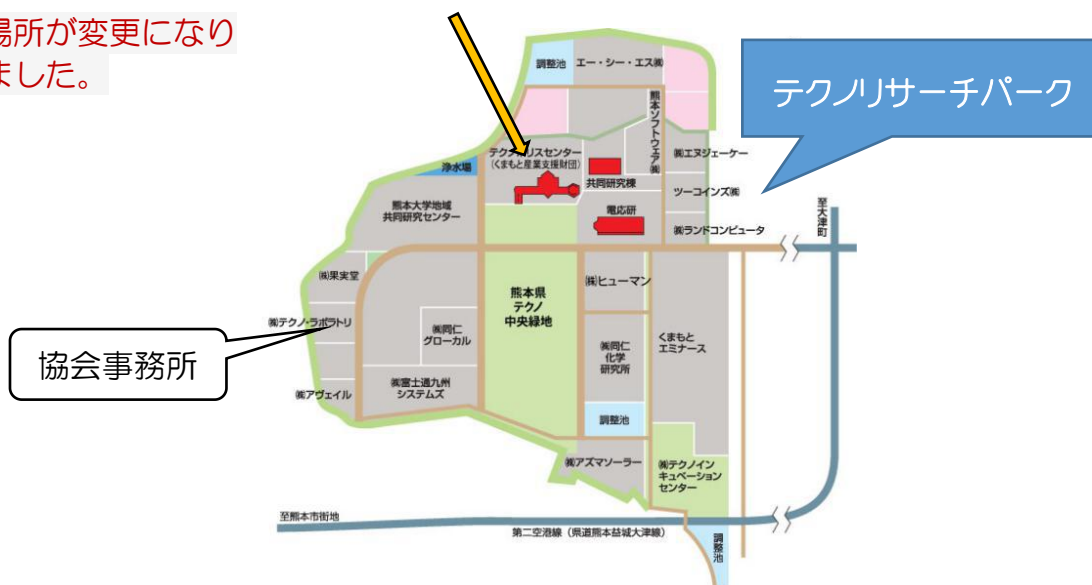 場所が変更になり
ました。
テクノリサーチパーク
調整池
エー・シー・エス㈱
熊本ソフトウェア㈱
テクノポリスセンター
(くまもと産業支援財団)
浄水場
共同研究棟
㈱エヌジェーケー
ツーコインズ㈱
至大津町
熊本大学地域
共同研究センター
電応研
㈱ランドコンピュータ
㈱果実堂
㈱ヒューマン
熊本県
テクノ
中央緑地
㈱テクノ・ラボラトリ
㈱同仁
グローカル
㈱同仁
化学
研究所
くまもと
エミナース
協会事務所
㈱アヴェイル
㈱富士通九州
システムズ
調整池
㈱アズマソーラー
㈱テクノイン
キュベーション
センター
至熊本市街地
第二空港線（県道熊本益城大津線）
調整池